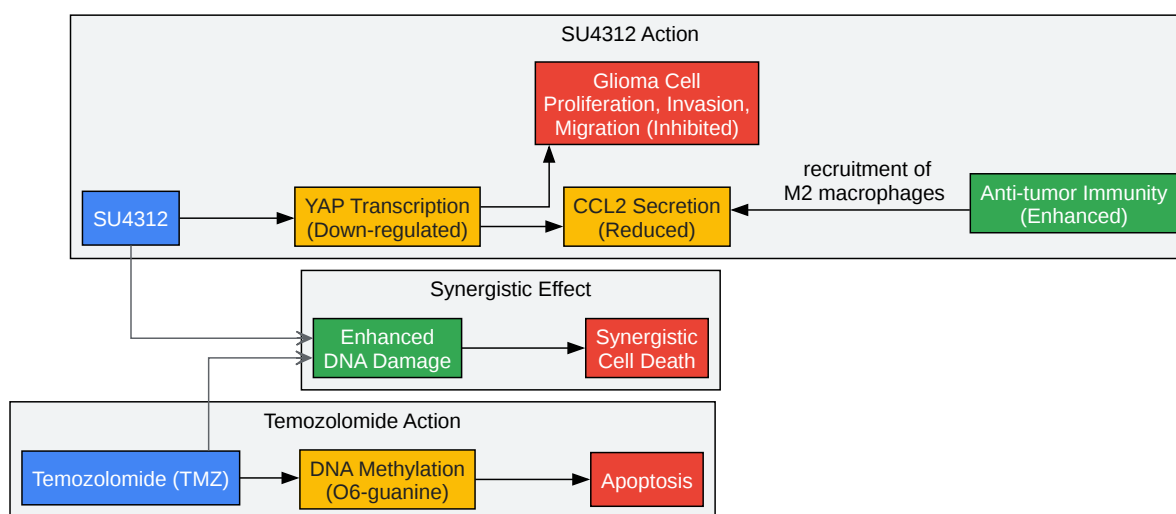 SU4312 Action
Glioma Cell
Proliferation, Invasion,
Migration (Inhibited)
recruitment of
M2 macrophages
SU4312
YAP Transcription
(Down-regulated)
CCL2 Secretion
(Reduced)
Anti-tumor Immunity
(Enhanced)
Synergistic Effect
Enhanced
DNA Damage
Synergistic
Cell Death
Temozolomide Action
Temozolomide (TMZ)
DNA Methylation
(O6-guanine)
Apoptosis